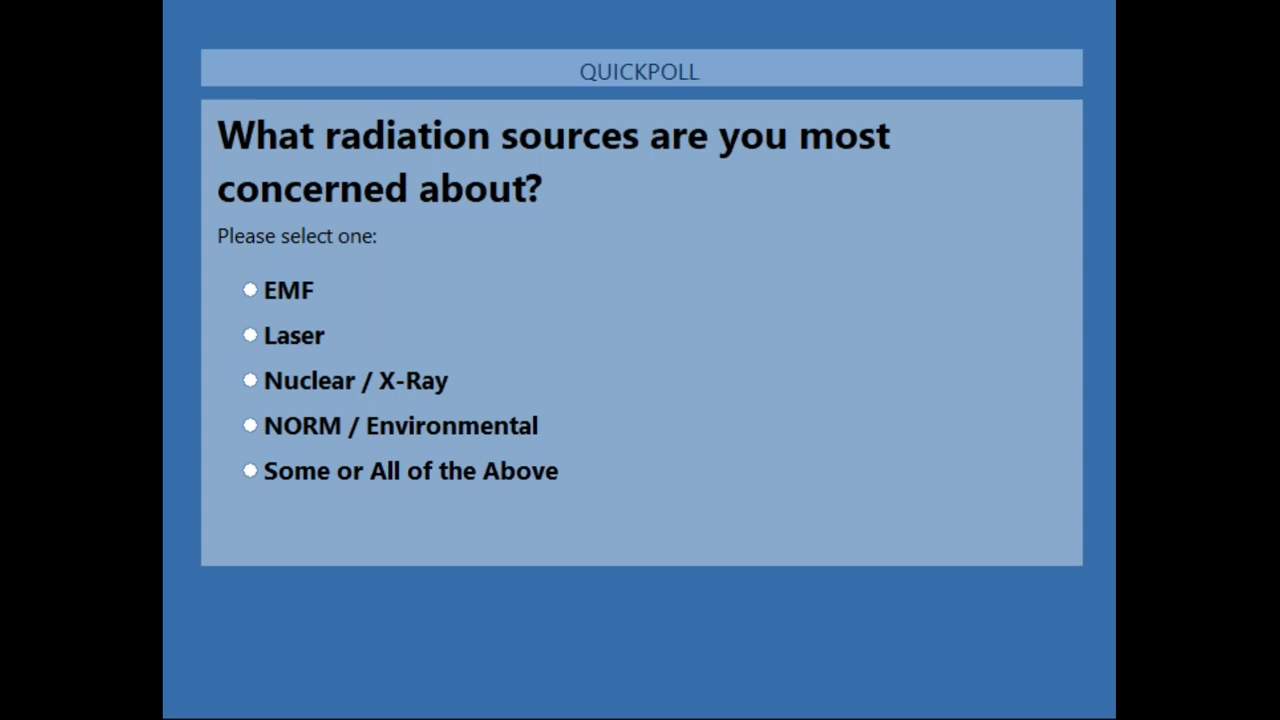 QUICKPOLL
What radiation sources are you most
concerned about?
Please select one:
EMF
Laser
Nuclear / X-Ray
NORM / Environmental
Some or All of the Above